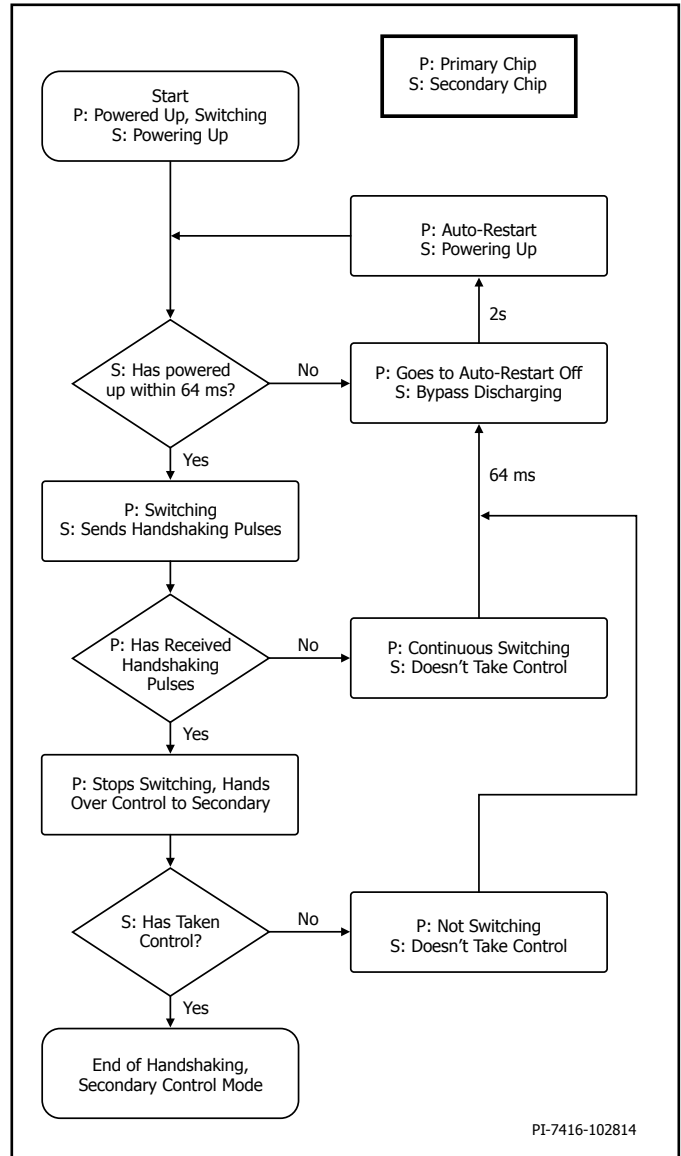 P: Primary Chip
S: Secondary Chip
Start
P: Powered Up, Switching
S: Powering Up
P: Auto-Restart
S: Powering Up
2s
S: Has powered
up within 64 ms?
No
P: Goes to Auto-Restart Off
S: Bypass Discharging
Yes
64 ms
P: Switching
S: Sends Handshaking Pulses
P: Has Received
Handshaking
Pulses
No
P: Continuous Switching
S: Doesn’t Take Control
Yes
P: Stops Switching, Hands
Over Control to Secondary
S: Has Taken
Control?
No
P: Not Switching
S: Doesn’t Take Control
Yes
End of Handshaking,
Secondary Control Mode
PI-7416-102814